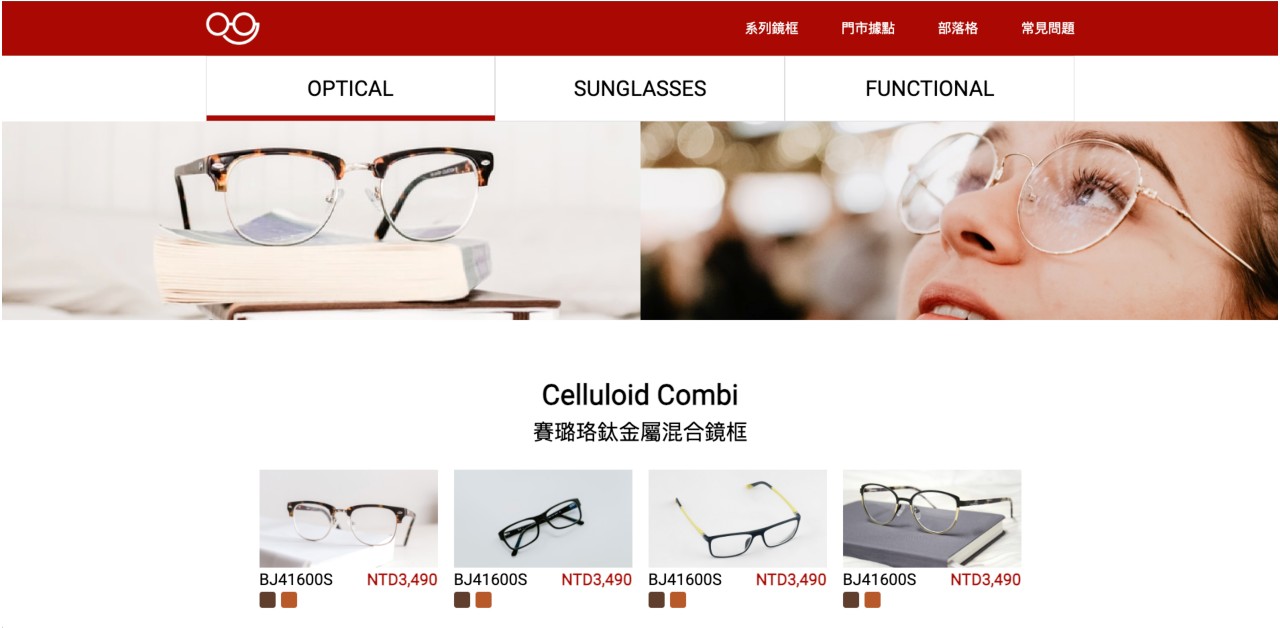 系列鏡框 門市據點 部落格 常見問題
OPTICAL SUNGLASSES FUNCTIONAL
Celluloid Combi
賽璐珞鈦金屬混合鏡框
BJ41600S NTD3,490 BJ41600S NTD3,490 BJ41600S NTD3,490 BJ41600S NTD3,490